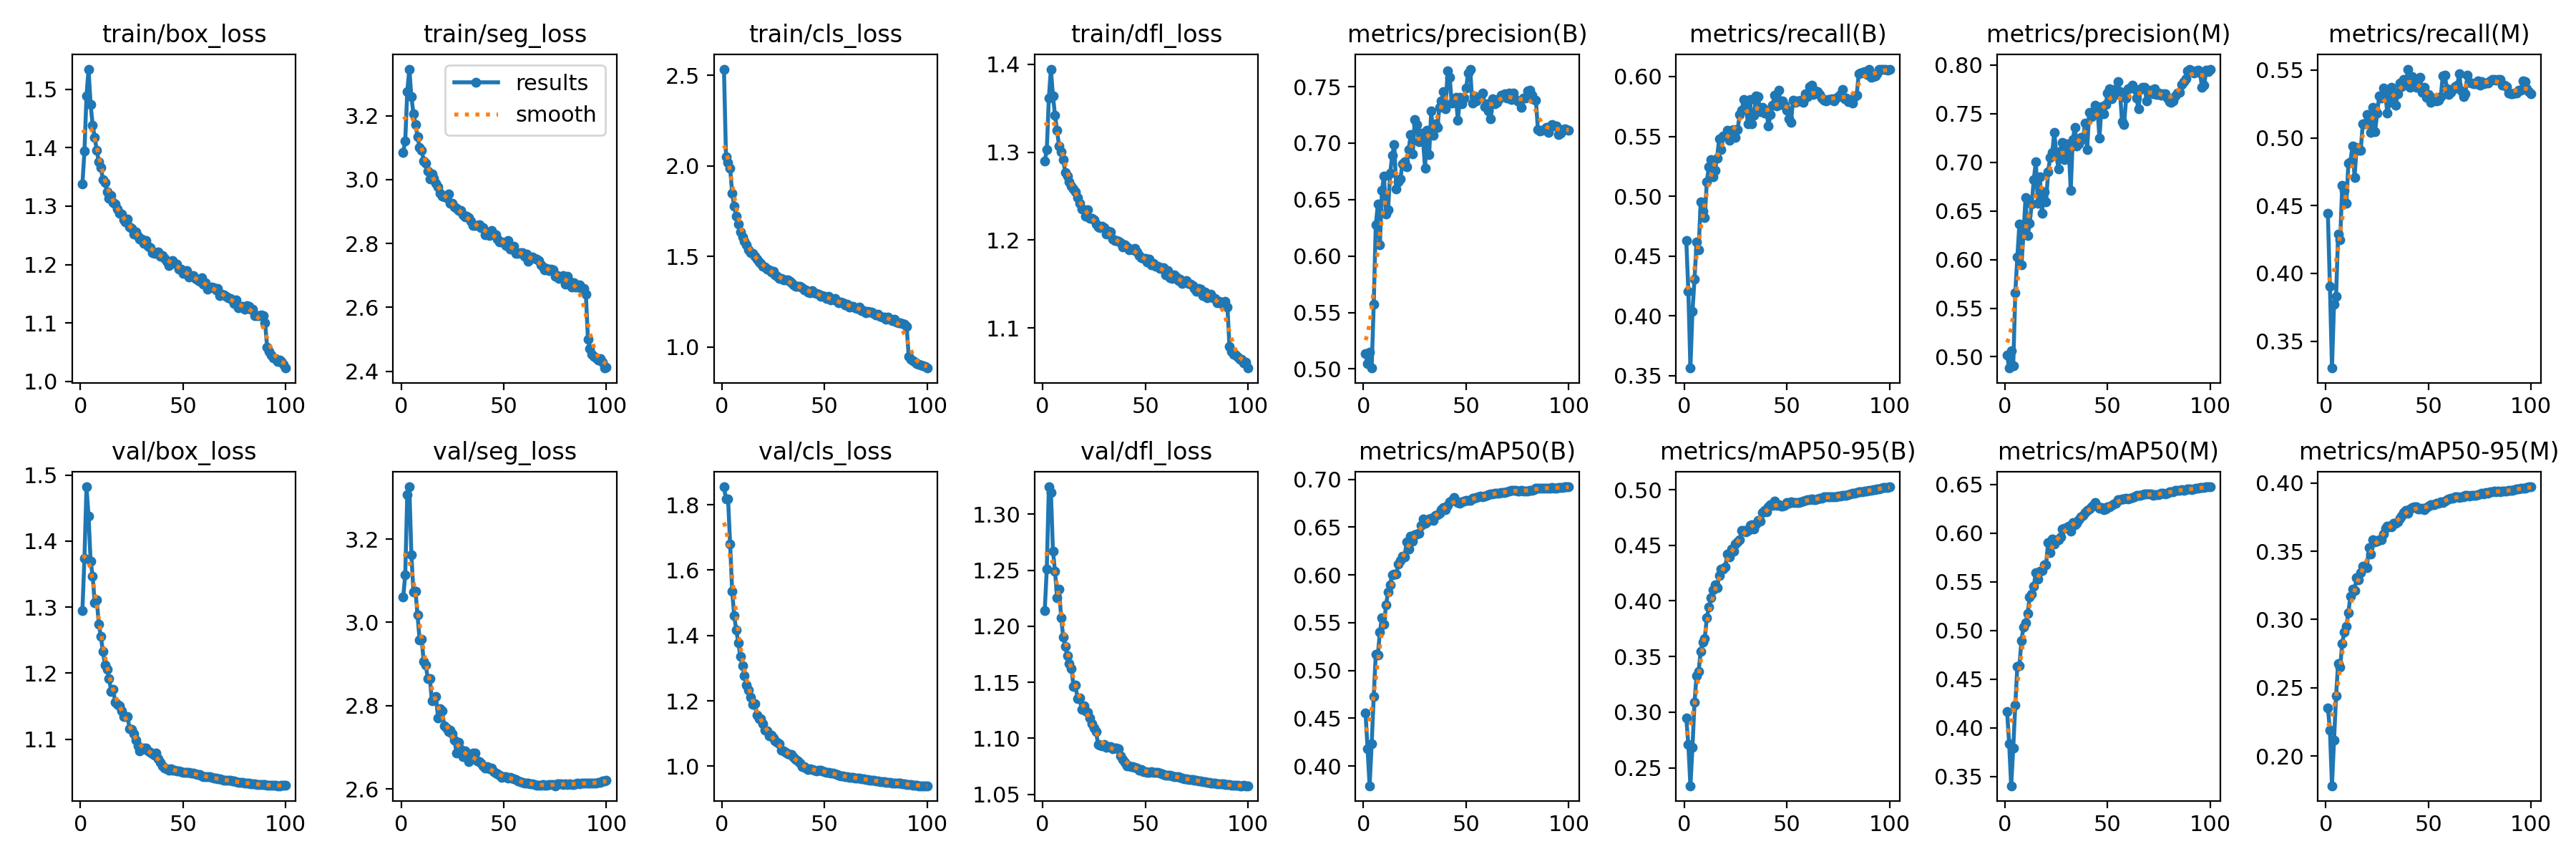 train/box_loss
1.5
1.4
1.3
1.2
1.1
1.0
0 50 100
train/seg_loss
results
smooth
3.2
3.0
2.8
2.6
2.4
0 50 100
train/cls_loss
2.5
2.0
1.5
1.0
0 50 100
train/dfl_loss
1.4
1.3
1.2
1.1
0 50 100
metrics/precision(B)
0.75
0.70
0.65
0.60
0.55
0.50
0 50 100
metrics/recall(B)
0.60
0.55
0.50
0.45
0.40
0.35
0 50 100
metrics/precision(M)
0.80
0.75
0.70
0.65
0.60
0.55
0.50
0 50 100
metrics/recall(M)
0.55
0.50
0.45
0.40
0.35
0 50 100
val/box_loss
1.5
1.4
1.3
1.2
1.1
0 50 100
val/seg_loss
3.2
3.0
2.8
2.6
0 50 100
val/cls_loss
1.8
1.6
1.4
1.2
1.0
0 50 100
val/dfl_loss
1.30
1.25
1.20
1.15
1.10
1.05
0 50 100
metrics/mAP50(B)
0.70
0.65
0.60
0.55
0.50
0.45
0.40
0 50 100
metrics/mAP50-95(B)
0.50
0.45
0.40
0.35
0.30
0.25
0 50 100
metrics/mAP50(M)
0.65
0.60
0.55
0.50
0.45
0.40
0.35
0 50 100
metrics/mAP50-95(M)
0.40
0.35
0.30
0.25
0.20
0 50 100